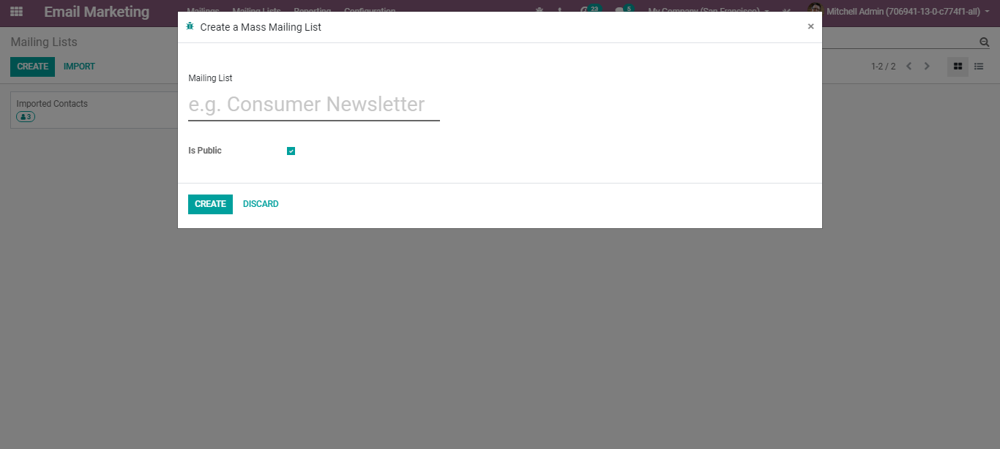 Email Marketing
Mailings Mailing Lists Reporting Configuration 23 5 My Company (San Francisco) Mitchell Admin (706941-13-0-c774f1-all)
Create a Mass Mailing List ×
Mailing Lists
CREATE IMPORT 1-2 / 2
Imported Contacts
3
Mailing List
e.g. Consumer Newsletter
Is Public
CREATE DISCARD